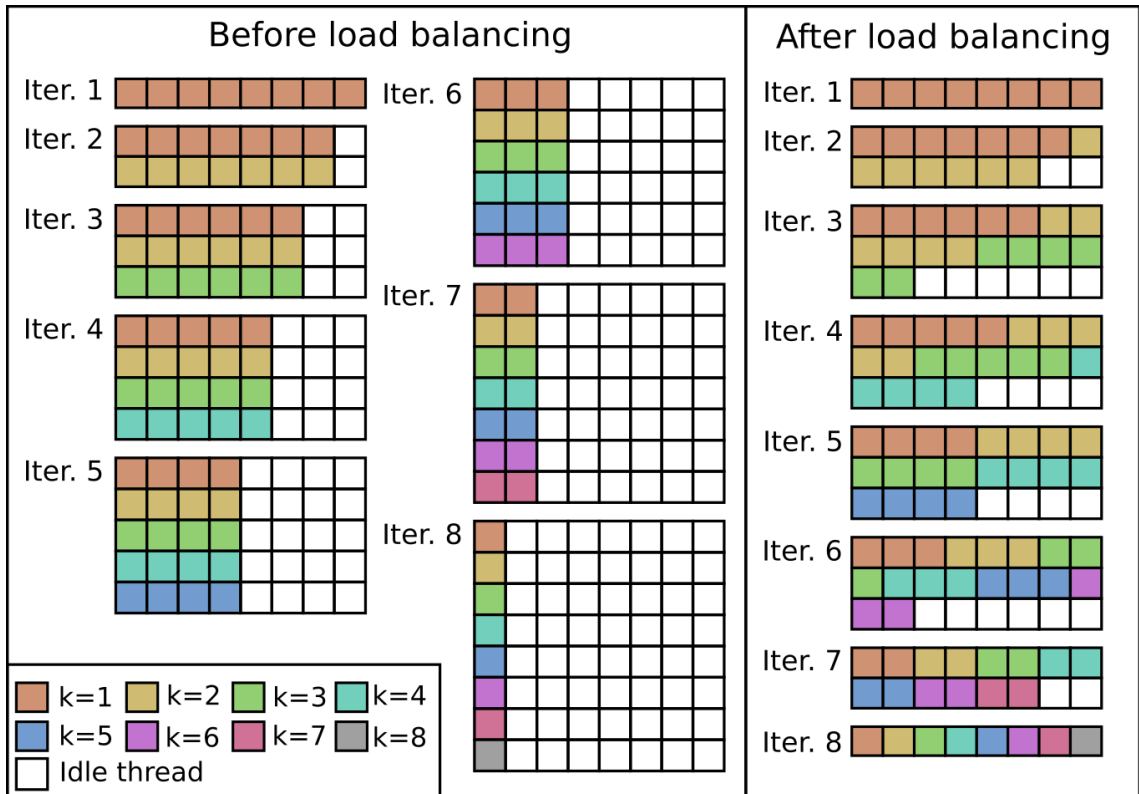 Before load balancing
Iter. 1
Iter. 2
Iter. 3
Iter. 4
Iter. 5
Iter. 6
Iter. 7
Iter. 8
k=1 k=2 k=3 k=4
k=5 k=6 k=7 k=8
Idle thread
After load balancing
Iter. 1
Iter. 2
Iter. 3
Iter. 4
Iter. 5
Iter. 6
Iter. 7
Iter. 8